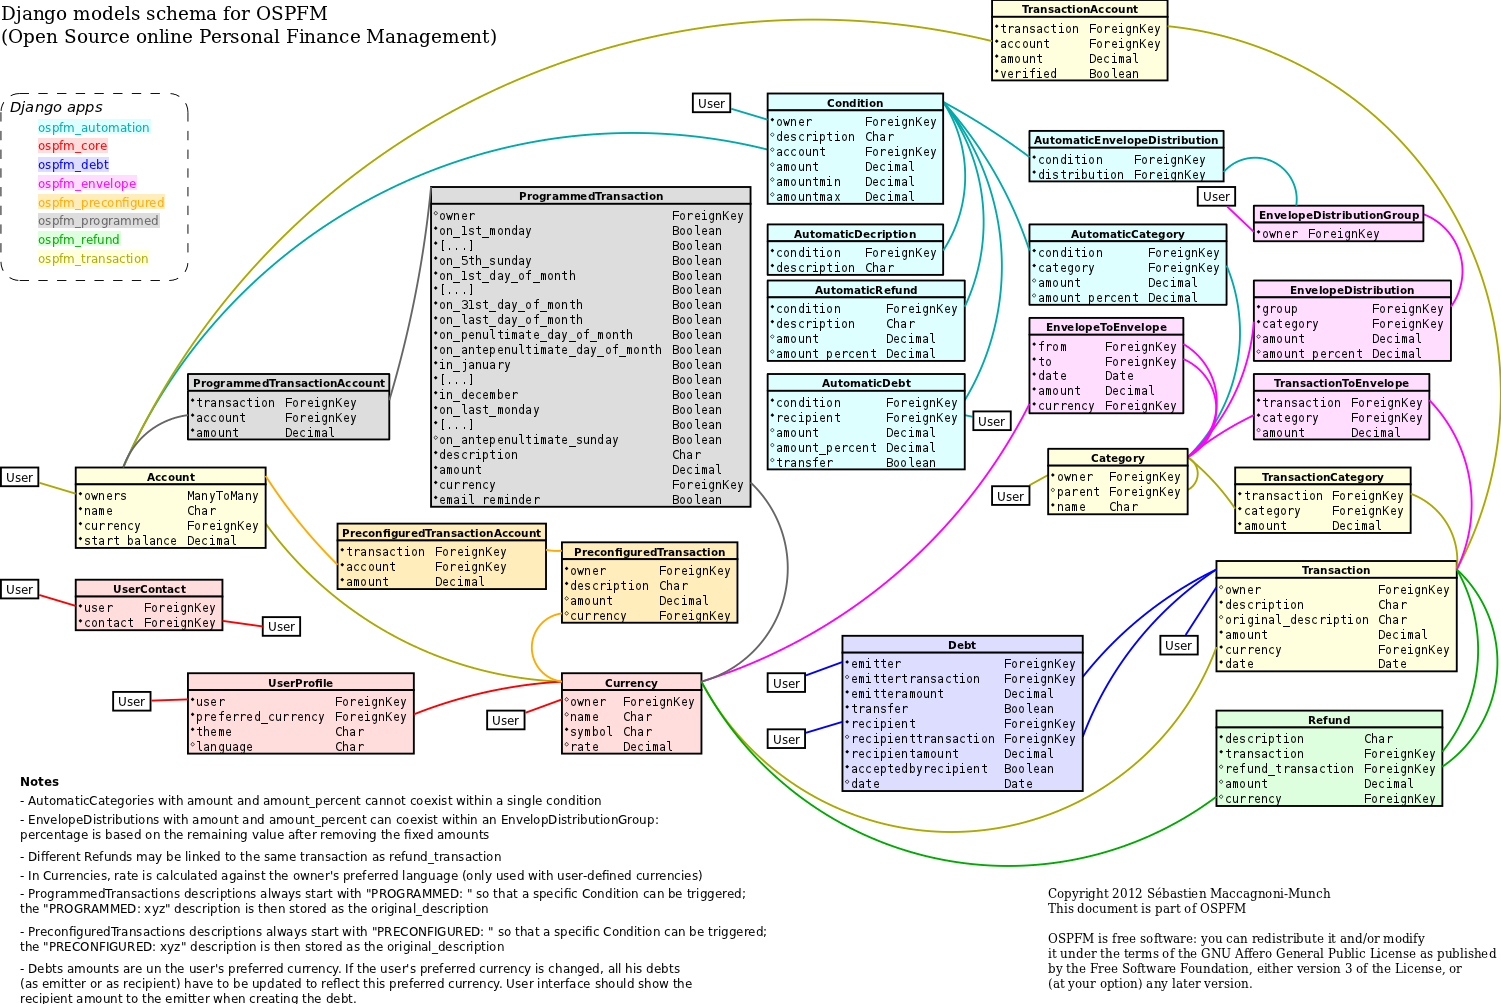 Django models schema for OSPFM
(Open Source online Personal Finance Management)
Django apps
ospfm_automation
ospfm_core
ospfm_debt
ospfm_envelope
ospfm_preconfigured
ospfm_programmed
ospfm_refund
ospfm_transaction
TransactionAccount
transaction ForeignKey
account ForeignKey
amount Decimal
verified Boolean
User
Condition
owner ForeignKey
description Char
account ForeignKey
amount Decimal
amountmin Decimal
amountmax Decimal
AutomaticEnvelopeDistribution
condition ForeignKey
distribution ForeignKey
User
EnvelopeDistributionGroup
owner ForeignKey
ProgrammedTransaction
owner ForeignKey
on_1st_monday Boolean
[...] Boolean
on_5th_sunday Boolean
on_1st_day_of_month Boolean
[...] Boolean
on_31st_day_of_month Boolean
on_last_day_of_month Boolean
on_penultimate_day_of_month Boolean
on_antepenultimate_day_of_month Boolean
in_january Boolean
[...] Boolean
in_december Boolean
on_last_monday Boolean
[...] Boolean
on_antepenultimate_sunday Boolean
description Char
amount Decimal
currency ForeignKey
email_reminder Boolean
AutomaticDecription
condition ForeignKey
description Char
AutomaticCategory
condition ForeignKey
category ForeignKey
amount Decimal
amount_percent Decimal
AutomaticRefund
condition ForeignKey
description Char
amount Decimal
amount_percent Decimal
EnvelopeDistribution
group ForeignKey
category ForeignKey
amount Decimal
amount_percent Decimal
EnvelopeToEnvelope
from ForeignKey
to ForeignKey
date Date
amount Decimal
currency ForeignKey
ProgrammedTransactionAccount
transaction ForeignKey
account ForeignKey
amount Decimal
AutomaticDebt
condition ForeignKey
recipient ForeignKey
amount Decimal
amount_percent Decimal
transfer Boolean
User
TransactionToEnvelope
transaction ForeignKey
category ForeignKey
amount Decimal
User
Account
owners ManyToMany
name Char
currency ForeignKey
start_balance Decimal
User
Category
owner ForeignKey
parent ForeignKey
name Char
TransactionCategory
transaction ForeignKey
category ForeignKey
amount Decimal
PreconfiguredTransactionAccount
transaction ForeignKey
account ForeignKey
amount Decimal
PreconfiguredTransaction
owner ForeignKey
description Char
amount Decimal
currency ForeignKey
User
UserContact
user ForeignKey
contact ForeignKey
User
Transaction
owner ForeignKey
description Char
original_description Char
amount Decimal
currency ForeignKey
date Date
User
User
User
Debt
emitter ForeignKey
emittertransaction ForeignKey
emitteramount Decimal
transfer Boolean
recipient ForeignKey
recipienttransaction ForeignKey
recipientamount Decimal
acceptedbyrecipient Boolean
date Date
User
UserProfile
user ForeignKey
preferred_currency ForeignKey
theme Char
language Char
User
Currency
owner ForeignKey
name Char
symbol Char
rate Decimal
Refund
description Char
transaction ForeignKey
refund_transaction ForeignKey
amount Decimal
currency ForeignKey
Notes
- AutomaticCategories with amount and amount_percent cannot coexist within a single condition
- EnvelopeDistributions with amount and amount_percent can coexist within an EnvelopDistributionGroup:
percentage is based on the remaining value after removing the fixed amounts
- Different Refunds may be linked to the same transaction as refund_transaction
- In Currencies, rate is calculated against the owner's preferred language (only used with user-defined currencies)
- ProgrammedTransactions descriptions always start with "PROGRAMMED: " so that a specific Condition can be triggered;
the "PROGRAMMED: xyz" description is then stored as the original_description
- PreconfiguredTransactions descriptions always start with "PRECONFIGURED: " so that a specific Condition can be triggered;
the "PRECONFIGURED: xyz" description is then stored as the original_description
- Debts amounts are un the user's preferred currency. If the user's preferred currency is changed, all his debts
(as emitter or as recipient) have to be updated to reflect this preferred currency. User interface should show the
recipient amount to the emitter when creating the debt.
Copyright 2012 Sébastien Maccagnoni-Munch
This document is part of OSPFM
OSPFM is free software: you can redistribute it and/or modify
it under the terms of the GNU Affero General Public License as published
by the Free Software Foundation, either version 3 of the License, or
(at your option) any later version.